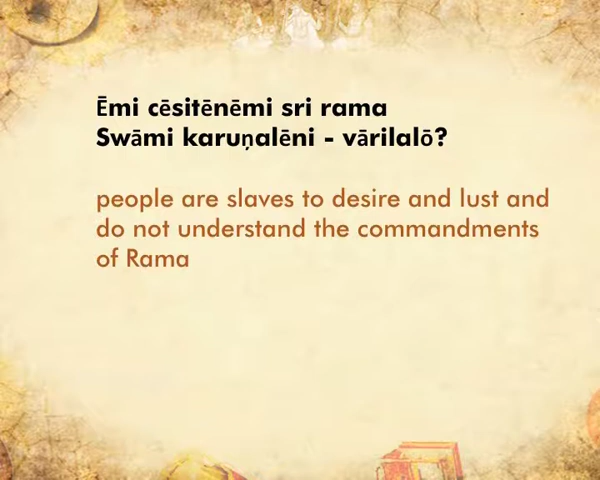 Ēmi cēsitēnēmi sri rama
Swāmi karuṇalēni - vārilalō?
people are slaves to desire and lust and
do not understand the commandments
of Rama